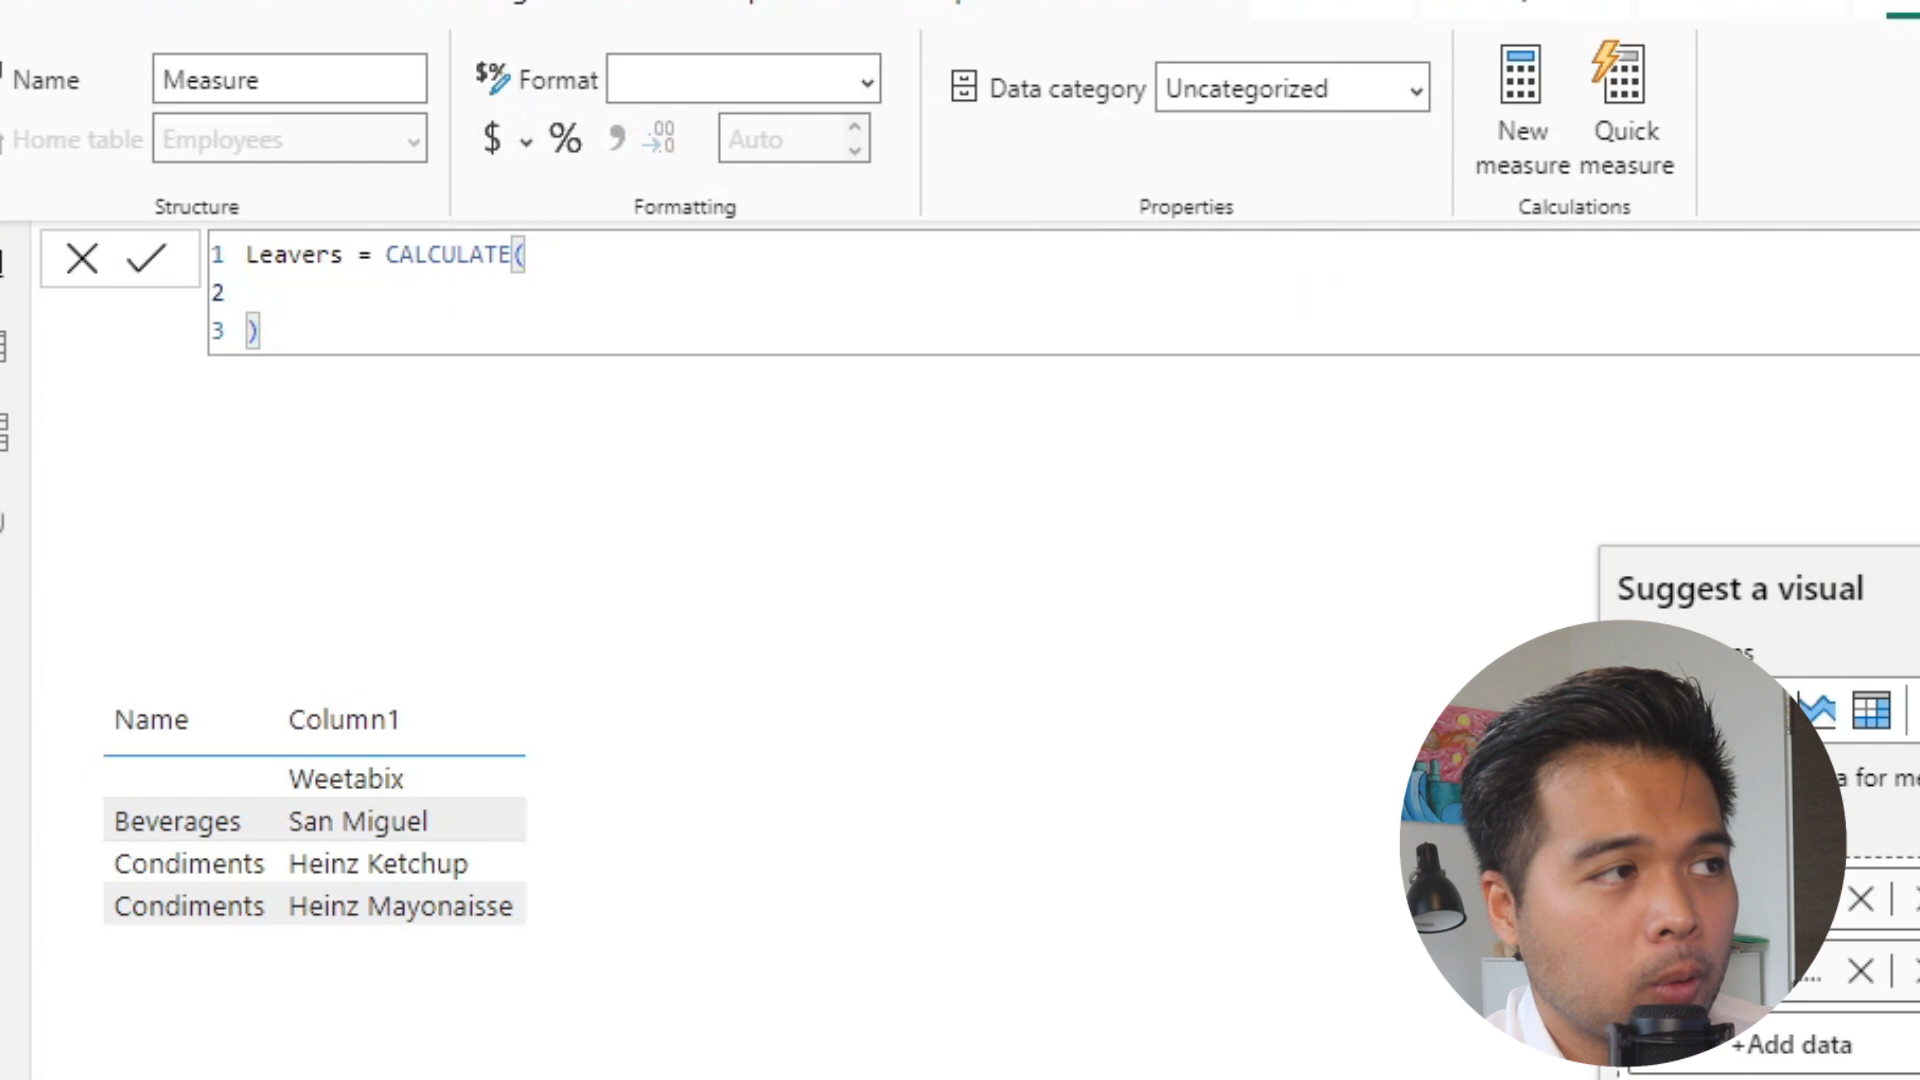 Name
Measure
Format
Data category
Uncategorized
New measure
Quick measure
Home table
Employees
$
%
Auto
Structure
Formatting
Properties
Calculations
1 Leavers = CALCULATE(
2
3 )
Suggest a visual
Name Column1
Weetabix
Beverages San Miguel
Condiments Heinz Ketchup
Condiments Heinz Mayonaisse
+Add data